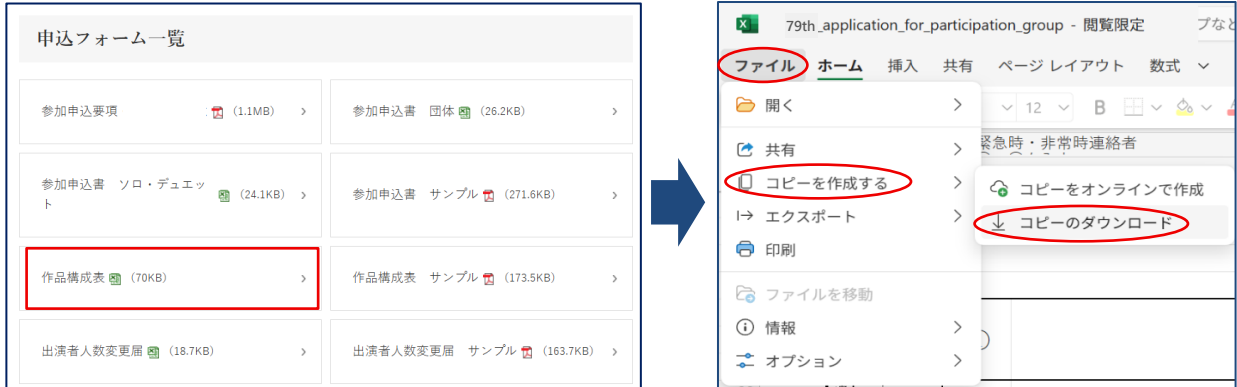 申込フォーム一覧
参加申込要項 (1.1MB)
参加申込書 団体 (26.2KB)
参加申込書 ソロ・デュエッ
ト (24.1KB)
参加申込書 サンプル (271.6KB)
作品構成表 (70KB)
作品構成表 サンプル (173.5KB)
出演者人数変更届 (18.7KB)
出演者人数変更届 サンプル (163.7KB)
79th_application_for_participation_group - 閲覧限定
プなど
ファイル ホーム 挿入 共有 ページ レイアウト 数式
開く
12 B
緊急時・非常時連絡者
共有
コピーを作成する
コピーをオンラインで作成
コピーのダウンロード
エクスポート
印刷
ファイルを移動
情報
オプション